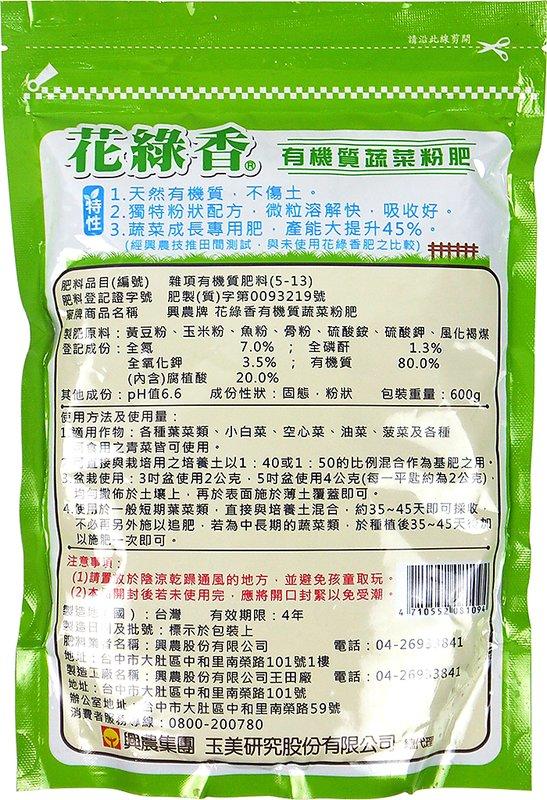 請沿此線剪開
花綠香® 有機質蔬菜粉肥
特性
1.天然有機質，不傷土。
2.獨特粉狀配方，微粒溶解快，吸收好。
3.蔬菜成長專用肥，產能大提升45%。
(經興農技推田間測試，與未使用花綠香肥之比較)
肥料品目(編號) 雜項有機質肥料(5-13)
肥料登記證字號 肥製(質)字第0093219號
廠牌商品名稱 興農牌 花綠香有機質蔬菜粉肥
製肥原料：黃豆粉、玉米粉、魚粉、骨粉、硫酸銨、硫酸鉀、風化褐煤
登記成份：全氮 7.0% ；全磷酐 1.3%
全氧化鉀 3.5% ；有機質 80.0%
(內含)腐植酸 20.0%
其他成份：pH值6.6 成份性狀：固態，粉狀 包裝重量：600g
使用方法及使用量：
1.適用作物：各種葉菜類、小白菜、空心菜、油菜、菠菜及各種
可食用之青菜皆可使用。
2.可直接與栽培用之培養土以1：40或1：50的比例混合作為基肥之用。
3.盆栽使用：3吋盆使用2公克，5吋盆使用4公克(每一平匙約為2公克)，
均勻撒佈於土壤上，再於表面施於薄土覆蓋即可。
4.使用於一般短期葉菜類，直接與培養土混合，約35~45天即可採收，
不必再另外施以追肥，若為中長期的蔬菜類，於種植後35~45天後加
以施肥一次即可。
注意事項：
(1)請置放於陰涼乾躁通風的地方，並避免孩童取玩。
(2)本品開封後若未使用完，應將開口封緊以免受潮。
4710552081094
製造地(國)：台灣 有效期限：4年
製造日期及批號：標示於包裝上
肥料業者名稱：興農股份有限公司 電話：04-26933841
地址：台中市大肚區中和里南榮路101號1樓
製造工廠名稱：興農股份有限公司王田廠 電話：04-26933841
地址：台中市大肚區中和里南榮路101號
辦公室地址：台中市大肚區中和里南榮路59號
消費者服務專線：0800-200780
興農集團 玉美研究股份有限公司 總代理